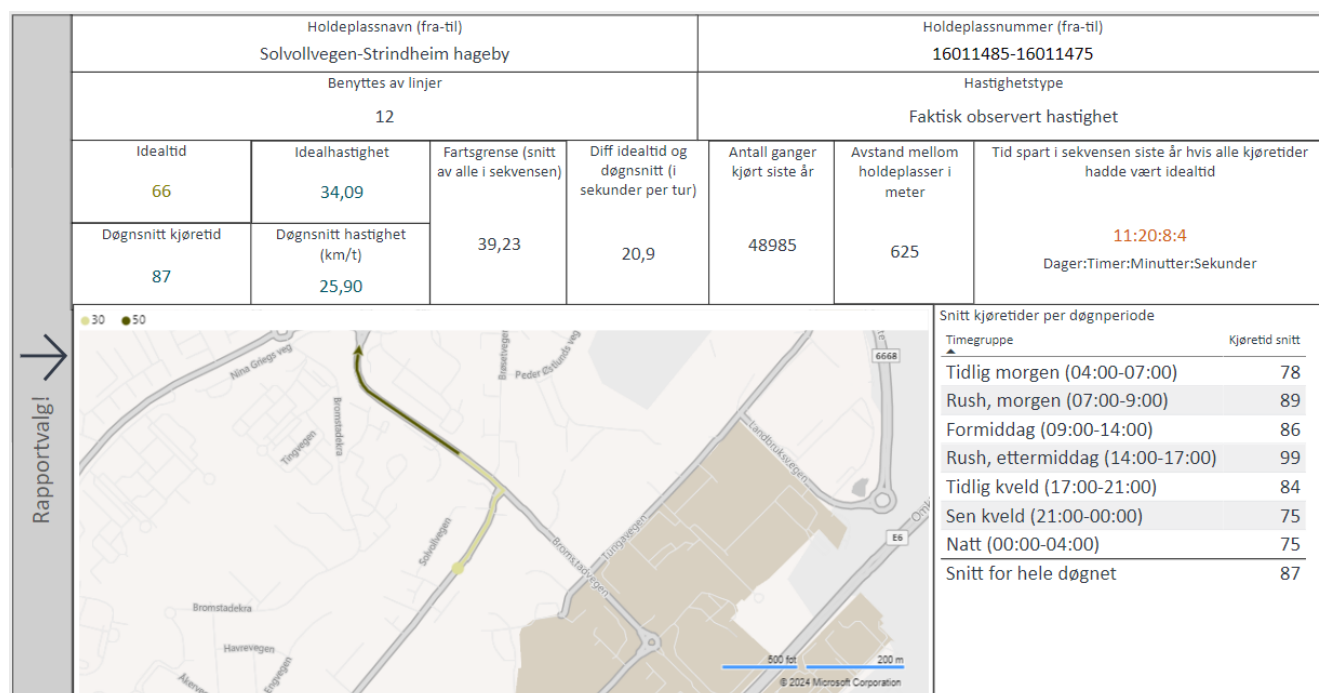 Rapportvalg!
Holdeplassnavn (fra-til)
Solvollvegen-Strindheim hageby
Holdeplassnummer (fra-til)
16011485-16011475
Benyttes av linjer
12
Hastighetstype
Faktisk observert hastighet
Idealtid
66
Idealhastighet
34,09
Døgnsnitt kjøretid
87
Døgnsnitt hastighet
(km/t)
25,90
Fartsgrense (snitt
av alle i sekvensen)
39,23
Diff idealtid og
døgnsnitt (i
sekunder per tur)
20,9
Antall ganger
kjørt siste år
48985
Avstand mellom
holdeplasser i
meter
625
Tid spart i sekvensen siste år hvis alle kjøretider
hadde vært idealtid
11:20:8:4
Dager:Timer:Minutter:Sekunder
30 50
Nina Griegs veg
Brøsetvegen
Peder Østlunds veg
6668
Bromstadekra
Tingvegen
Landbruksvegen
Solvollvegen
Tungavegen
Bromstadvegen
E6
Bromstadekra
Havrevegen
Engvegen
500 fot 200 m
© 2024 Microsoft Corporation
Snitt kjøretider per døgnperiode
Timegruppe Kjøretid snitt
Tidlig morgen (04:00-07:00) 78
Rush, morgen (07:00-9:00) 89
Formiddag (09:00-14:00) 86
Rush, ettermiddag (14:00-17:00) 99
Tidlig kveld (17:00-21:00) 84
Sen kveld (21:00-00:00) 75
Natt (00:00-04:00) 75
Snitt for hele døgnet 87